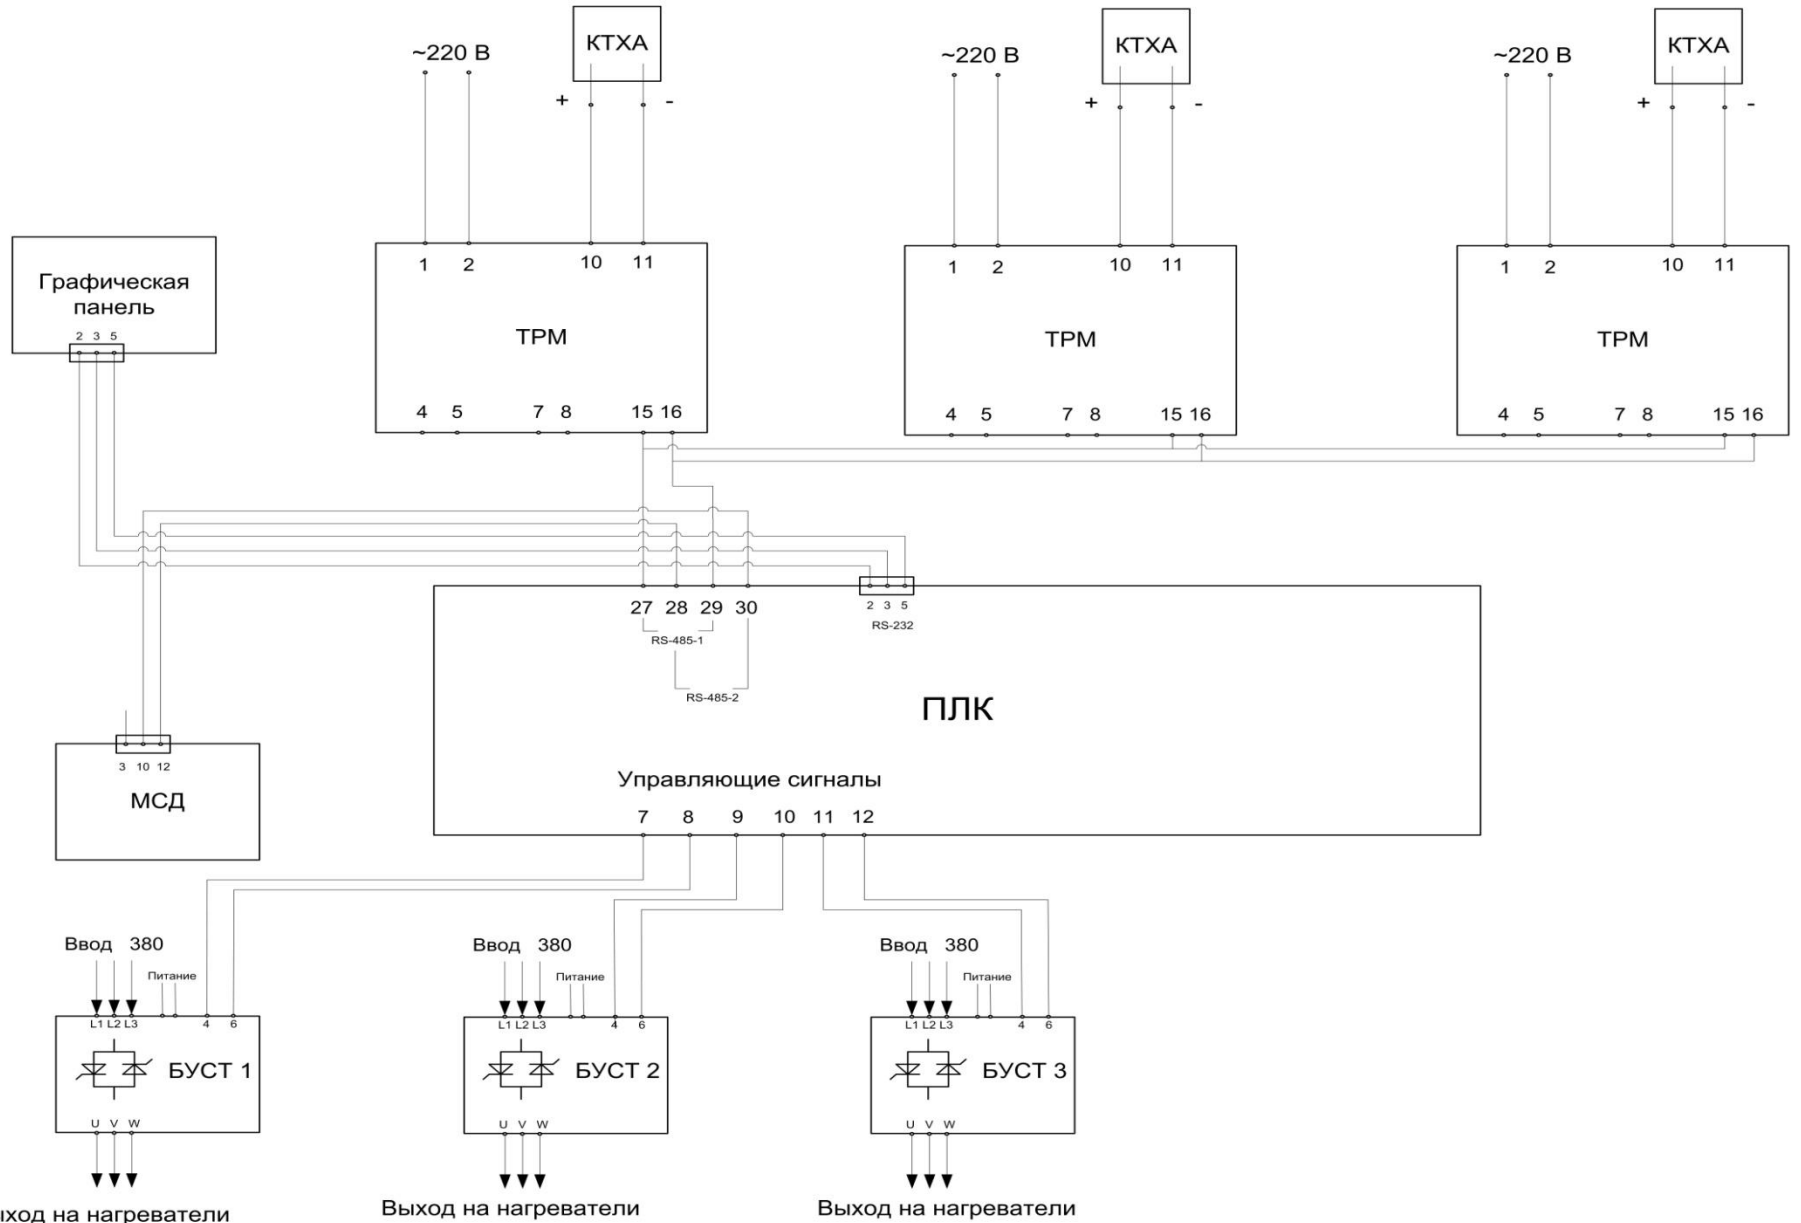 КТХА
КТХА
КТХА
~220 В
~220 В
~220 В
+ -
+ -
+ -
1 2 10 11
1 2 10 11
1 2 10 11
Графическая
панель
2 3 5
ТРМ
ТРМ
ТРМ
4 5 7 8 15 16
4 5 7 8 15 16
4 5 7 8 15 16
27 28 29 30
2 3 5
RS-232
RS-485-1
RS-485-2
ПЛК
3 10 12
МСД
Управляющие сигналы
7 8 9 10 11 12
Ввод 380
Питание
L1 L2 L3 4 6
БУСТ 1
U V W
ыход на нагреватели
Ввод 380
Питание
L1 L2 L3 4 6
БУСТ 2
U V W
Выход на нагреватели
Ввод 380
Питание
L1 L2 L3 4 6
БУСТ 3
U V W
Выход на нагреватели